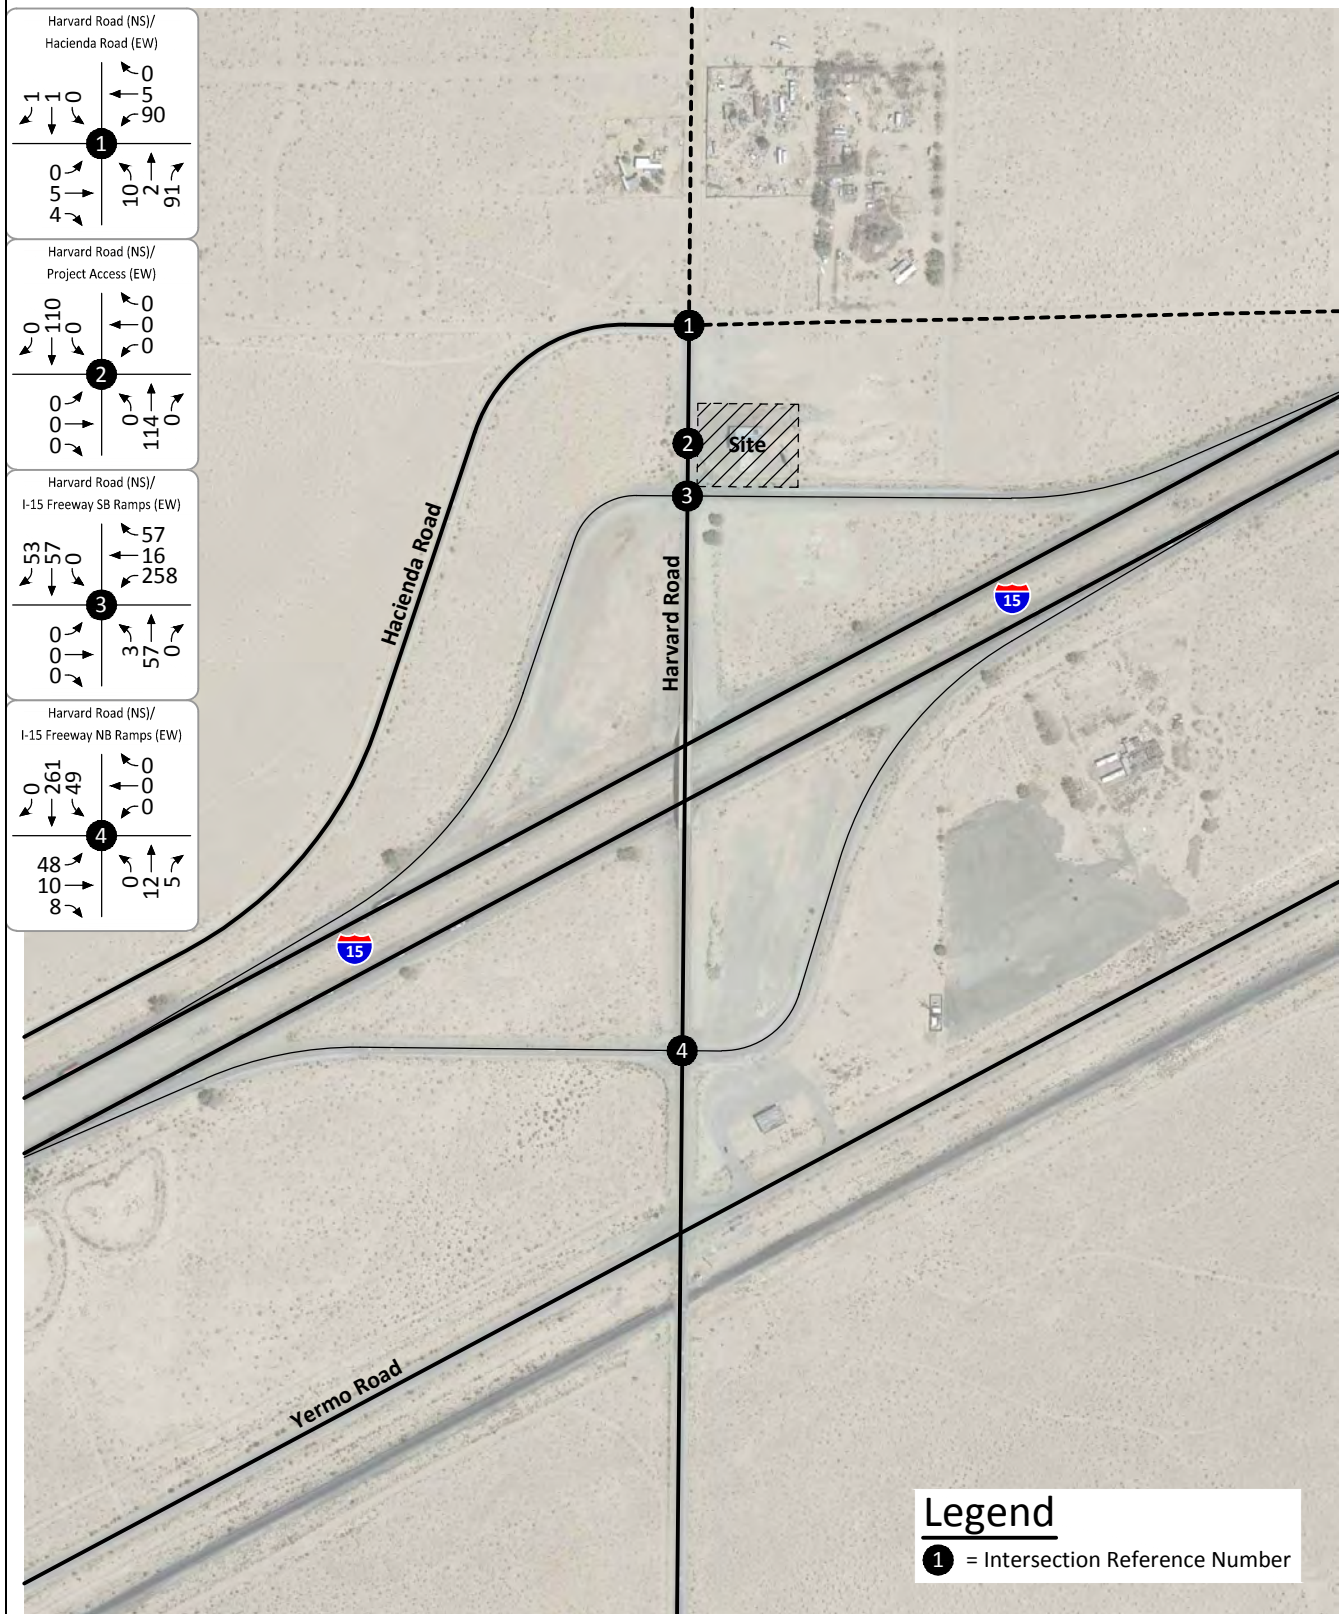 Harvard Road (NS)/
Hacienda Road (EW)
1 1 0
0
5
90
1
0
5
4
10 2 91
Harvard Road (NS)/
Project Access (EW)
0 110 0
0
0
0
2
0
0
0
0 114 0
Harvard Road (NS)/
I-15 Freeway SB Ramps (EW)
53 57 0
57
16
258
3
0
0
0
3 57 0
Harvard Road (NS)/
I-15 Freeway NB Ramps (EW)
0 261 49
0
0
0
4
48
10
8
0 12 5
1
2
Site
3
Hacienda Road
Harvard Road
15
15
4
Yermo Road
Legend
1 = Intersection Reference Number